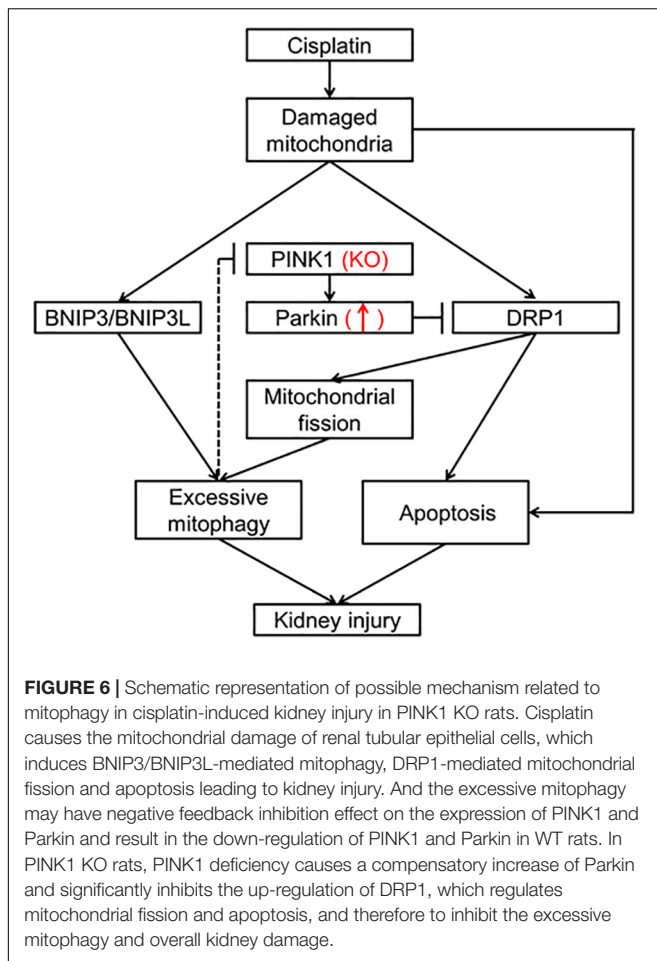 Cisplatin
Damaged
mitochondria
PINK1 (KO)
BNIP3/BNIP3L
Parkin (↑)
DRP1
Mitochondrial
fission
Excessive
mitophagy
Apoptosis
Kidney injury
FIGURE 6 | Schematic representation of possible mechanism related to
mitophagy in cisplatin-induced kidney injury in PINK1 KO rats. Cisplatin
causes the mitochondrial damage of renal tubular epithelial cells, which
induces BNIP3/BNIP3L-mediated mitophagy, DRP1-mediated mitochondrial
fission and apoptosis leading to kidney injury. And the excessive mitophagy
may have negative feedback inhibition effect on the expression of PINK1 and
Parkin and result in the down-regulation of PINK1 and Parkin in WT rats. In
PINK1 KO rats, PINK1 deficiency causes a compensatory increase of Parkin
and significantly inhibits the up-regulation of DRP1, which regulates
mitochondrial fission and apoptosis, and therefore to inhibit the excessive
mitophagy and overall kidney damage.